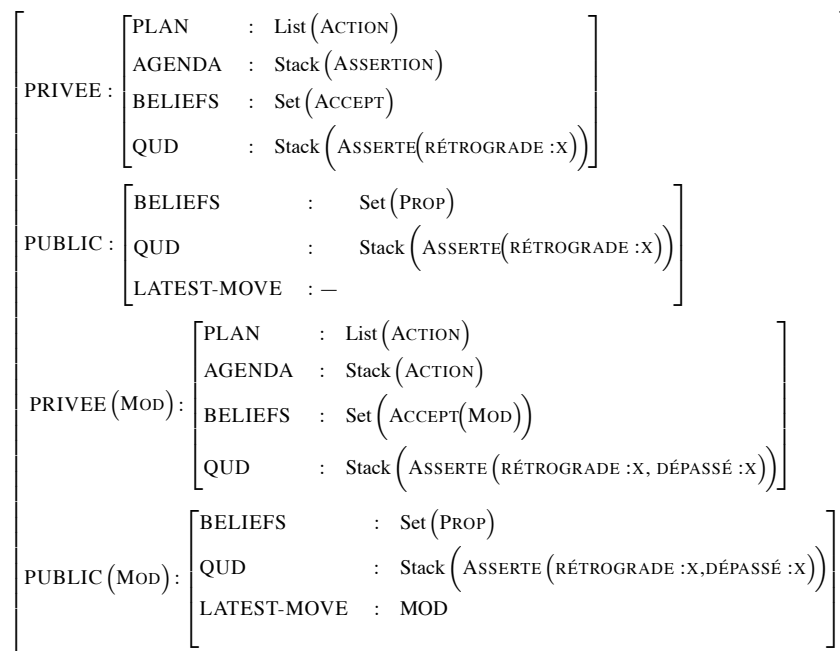 PRIVEE :
PLAN : List (ACTION)
AGENDA : Stack (ASSERTION)
BELIEFS : Set (ACCEPT)
QUD : Stack (ASSERTE(RÉTROGRADE :X))
PUBLIC :
BELIEFS : Set (PROP)
QUD : Stack (ASSERTE(RÉTROGRADE :X))
LATEST-MOVE : —
PRIVEE (MOD) :
PLAN : List (ACTION)
AGENDA : Stack (ACTION)
BELIEFS : Set (ACCEPT(MOD))
QUD : Stack (ASSERTE (RÉTROGRADE :X, DÉPASSÉ :X))
PUBLIC (MOD) :
BELIEFS : Set (PROP)
QUD : Stack (ASSERTE (RÉTROGRADE :X,DÉPASSÉ :X))
LATEST-MOVE : MOD